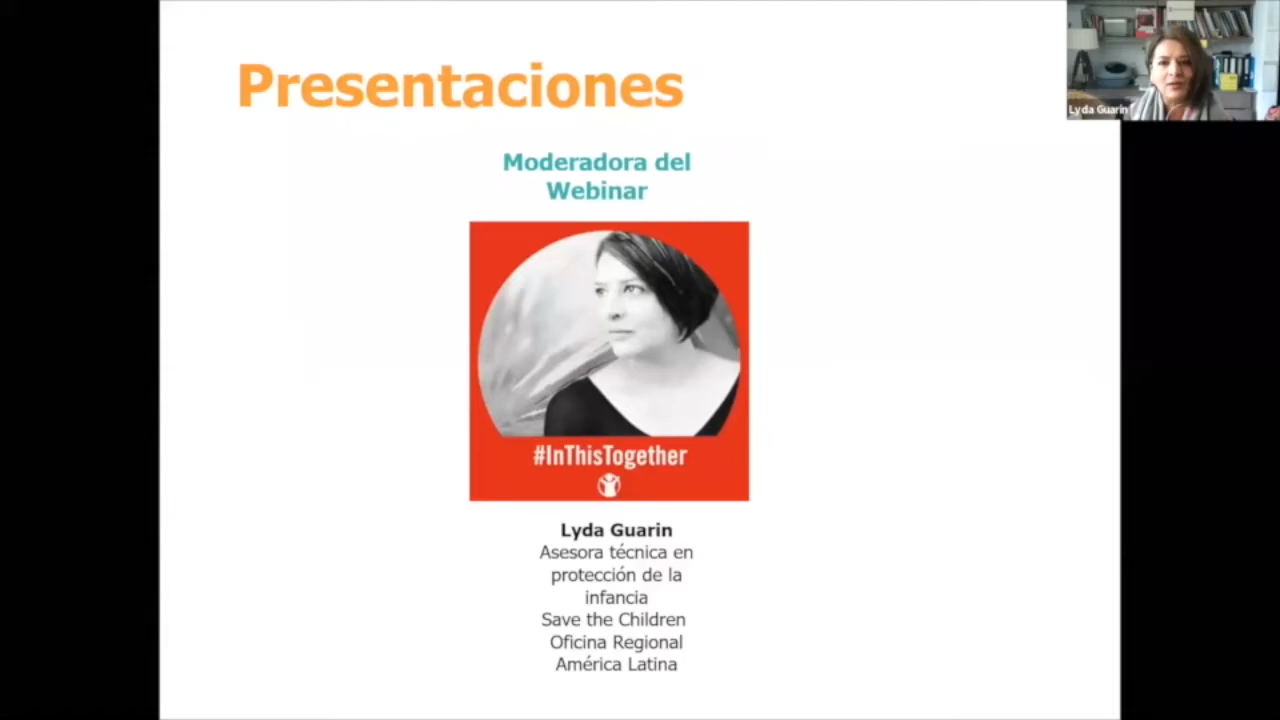 Presentaciones
Lyda Guarin
Moderadora del
Webinar
#InThisTogether
Lyda Guarin
Asesora técnica en
protección de la
infancia
Save the Children
Oficina Regional
América Latina